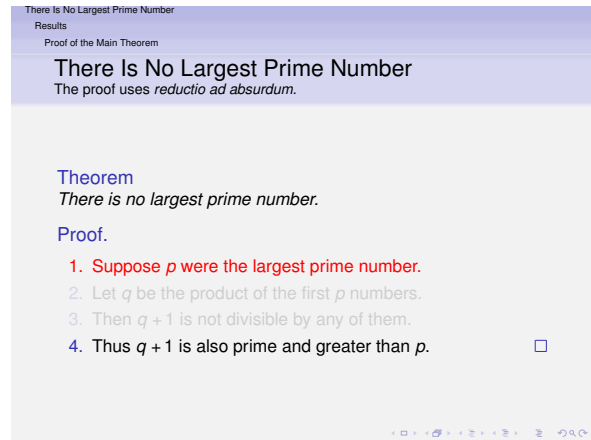 There Is No Largest Prime Number
Results
Proof of the Main Theorem
There Is No Largest Prime Number
The proof uses reductio ad absurdum.
Theorem
There is no largest prime number.
Proof.
1. Suppose p were the largest prime number.
2. Let q be the product of the first p numbers.
3. Then q + 1 is not divisible by any of them.
4. Thus q + 1 is also prime and greater than p. □